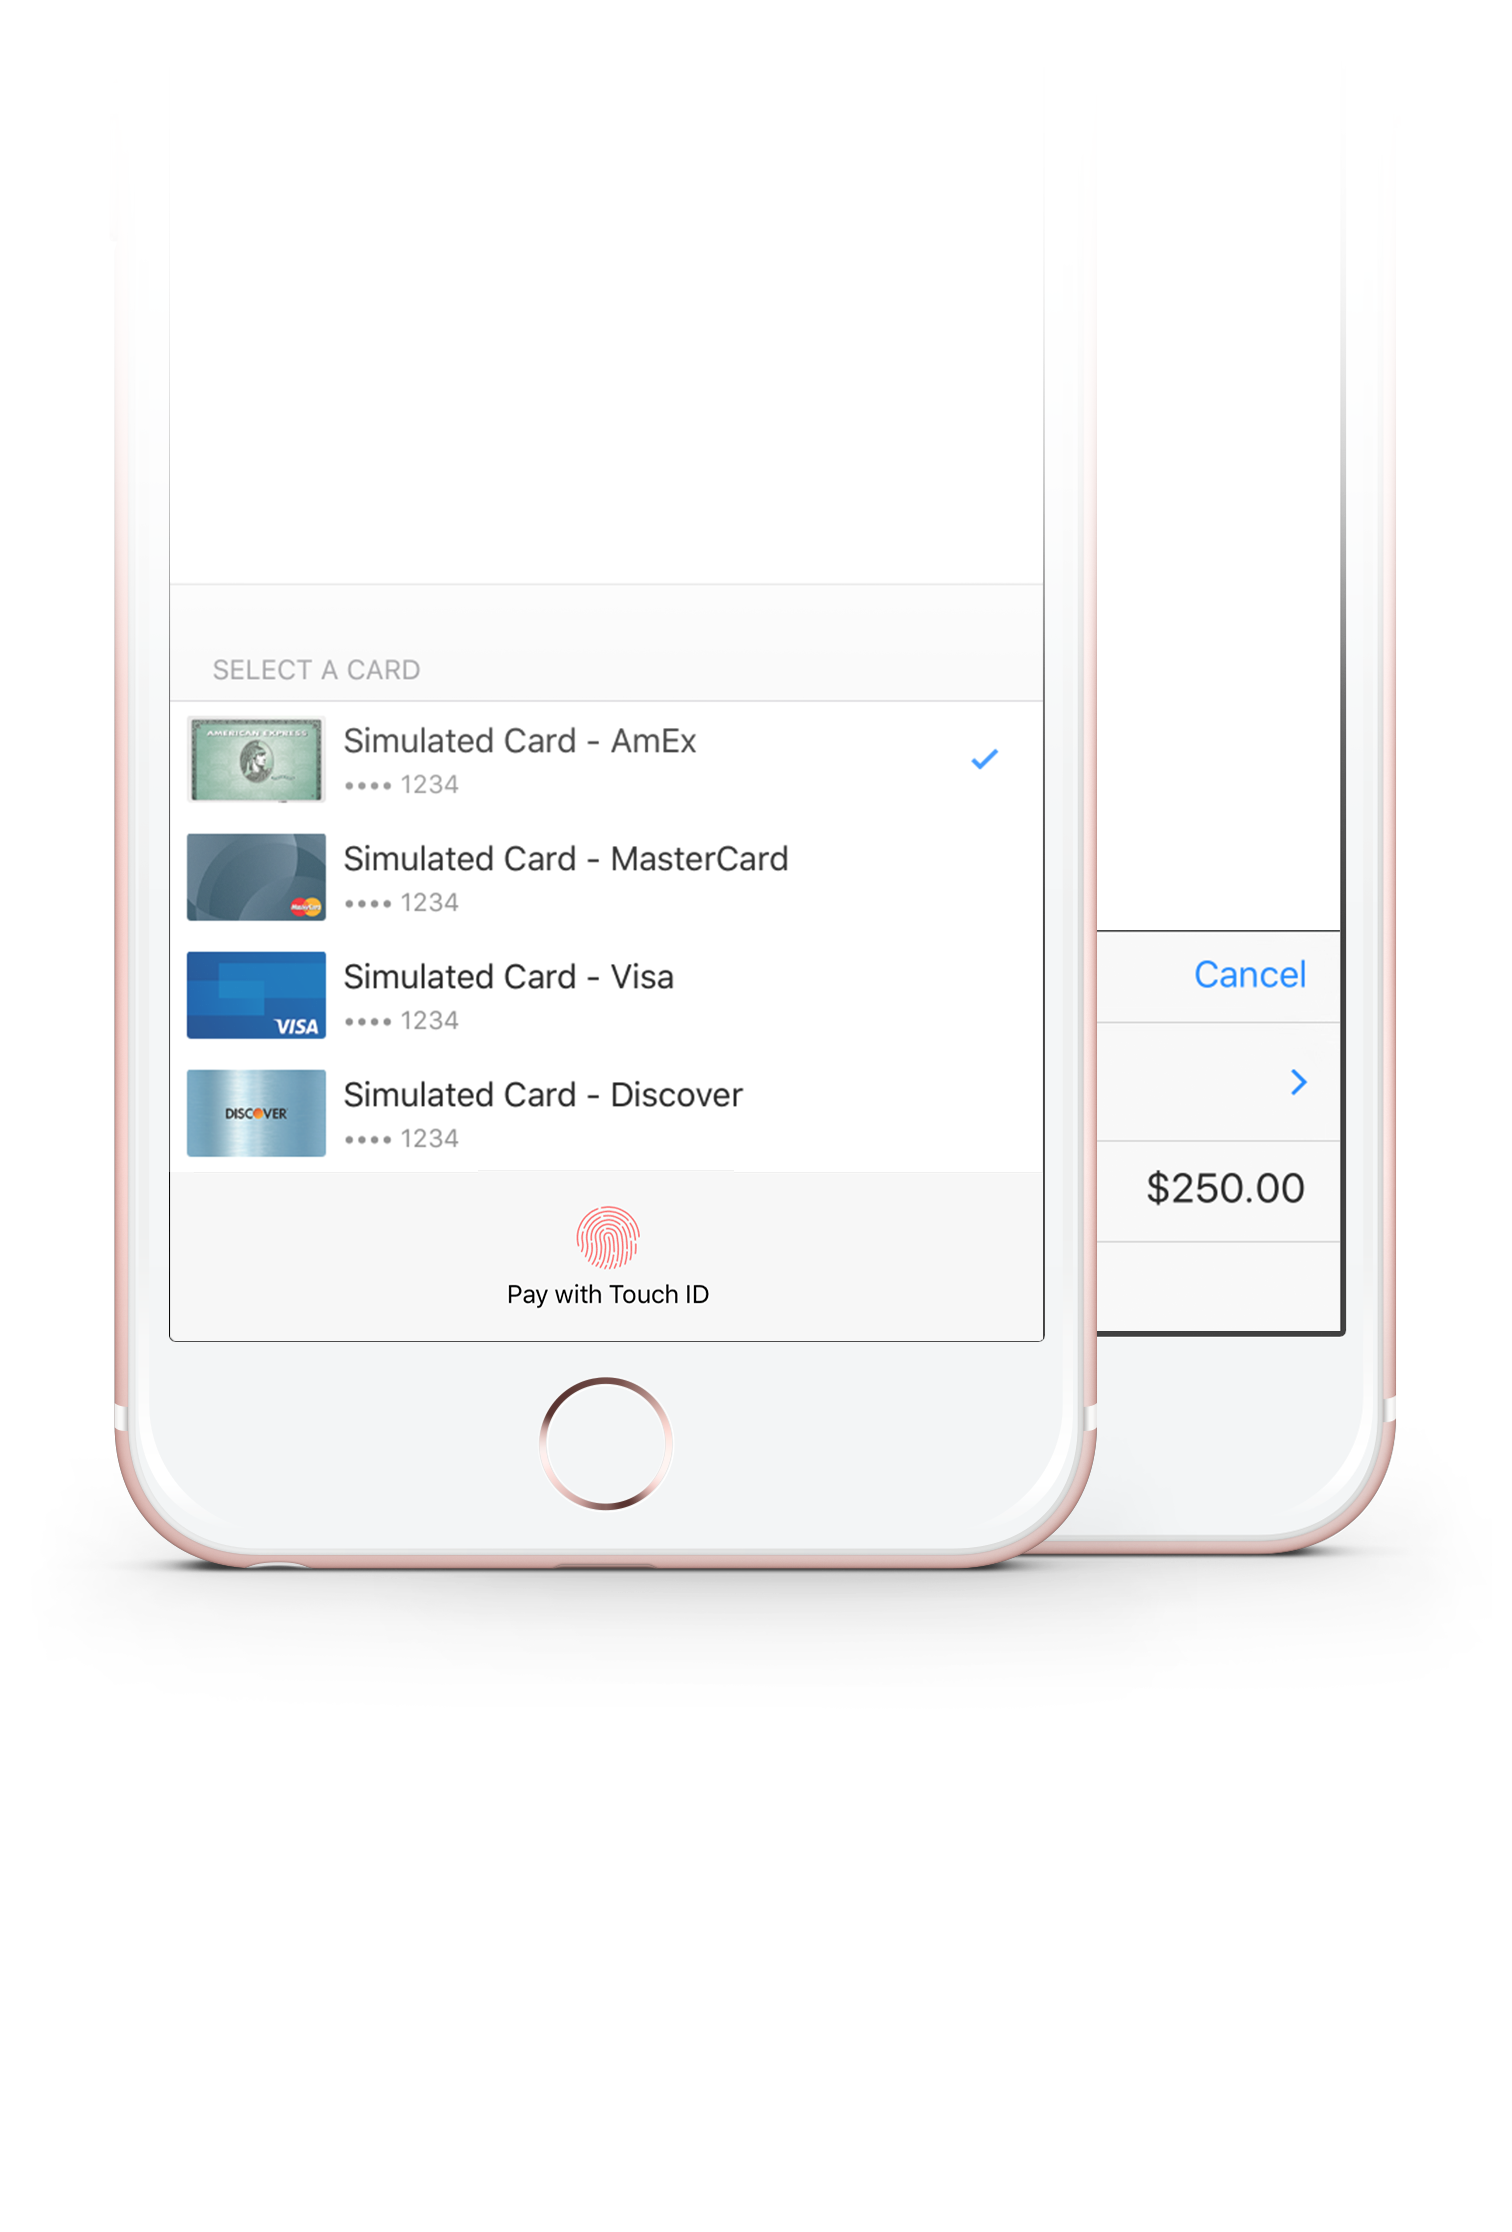 SELECT A CARD
AMERICAN EXPRESS
Simulated Card - AmEx
•••• 1234
MasterCard
Simulated Card - MasterCard
•••• 1234
VISA
Simulated Card - Visa
•••• 1234
DISCOVER
Simulated Card - Discover
•••• 1234
Pay with Touch ID
Cancel
$250.00